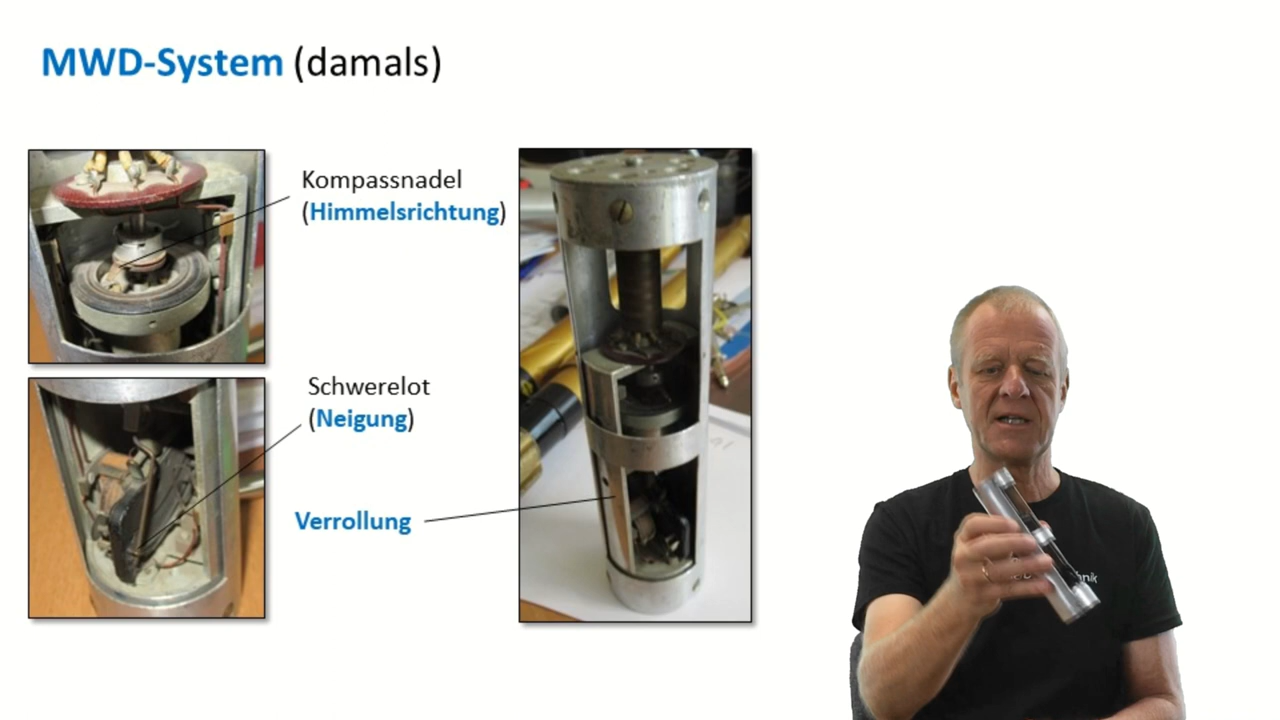 MWD-System (damals)
Kompassnadel
(Himmelsrichtung)
Schwerelot
(Neigung)
Verrollung